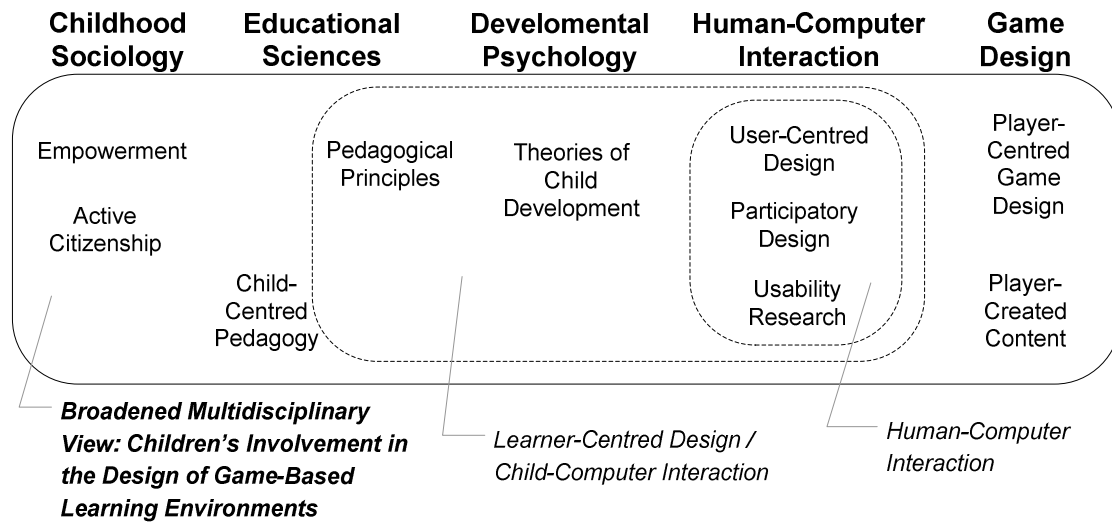 Childhood
Sociology
Educational
Sciences
Develomental
Psychology
Human-Computer
Interaction
Game
Design
Empowerment
Active
Citizenship
Child-
Centred
Pedagogy
Pedagogical
Principles
Theories of
Child
Development
User-Centred
Design
Participatory
Design
Usability
Research
Player-
Centred
Game
Design
Player-
Created
Content
Broadened Multidisciplinary
View: Children’s Involvement in
the Design of Game-Based
Learning Environments
Learner-Centred Design /
Child-Computer Interaction
Human-Computer
Interaction